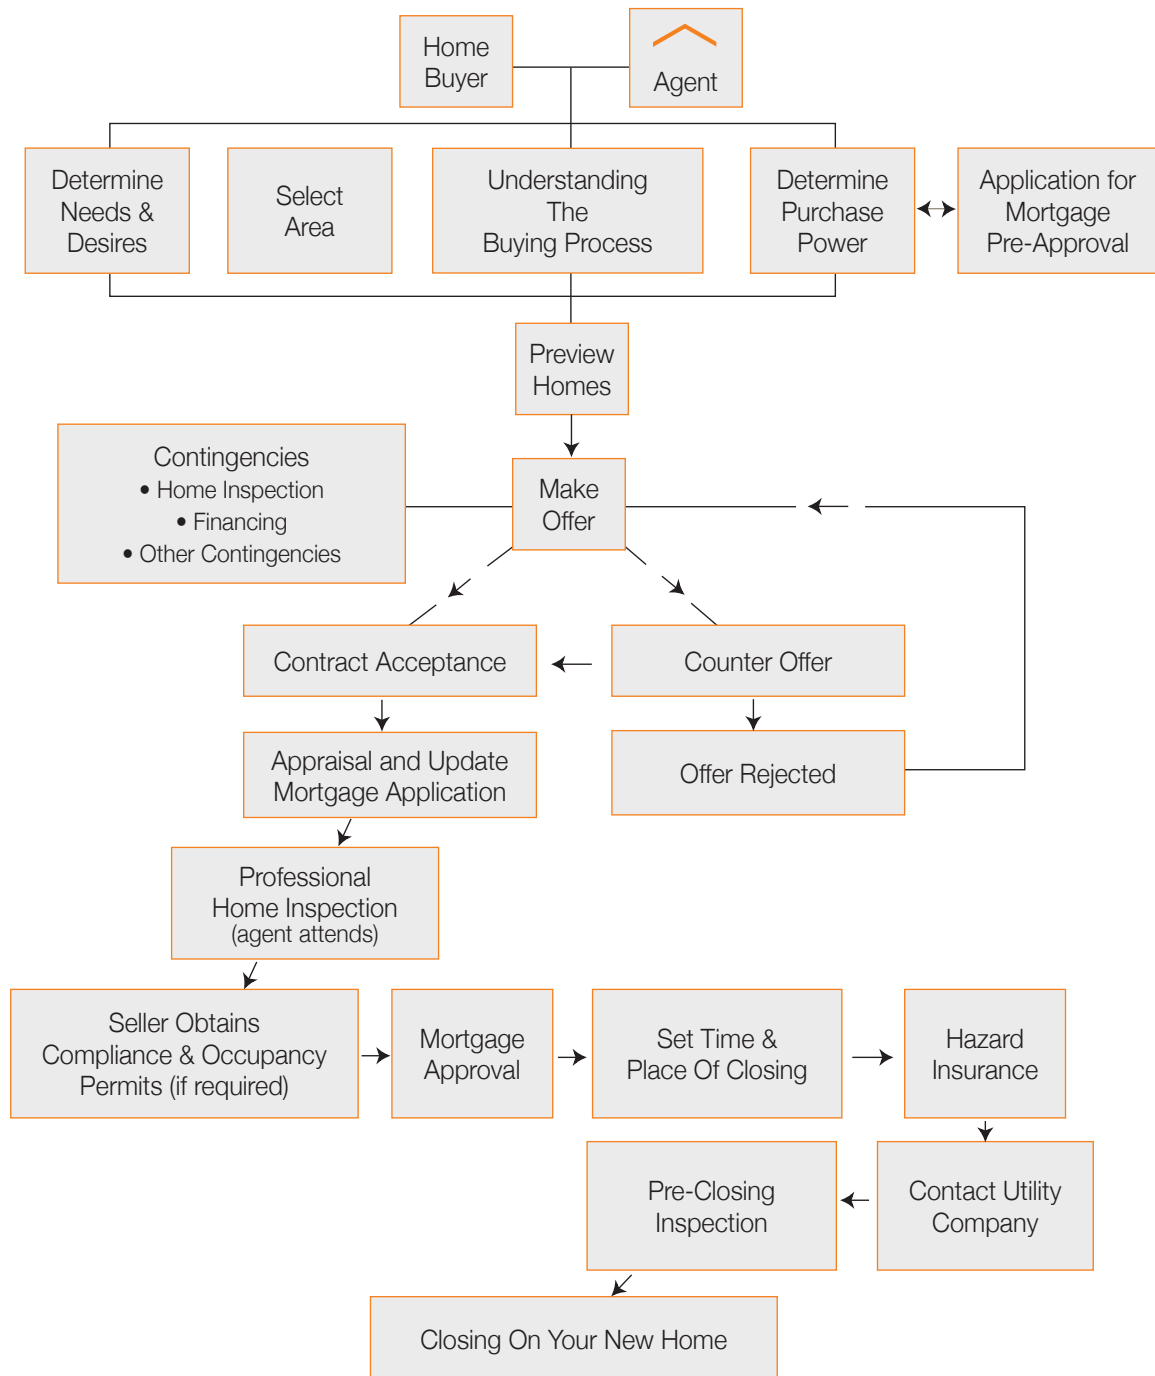 Home
Buyer
Agent
Determine
Needs &
Desires
Select
Area
Understanding
The
Buying Process
Determine
Purchase
Power
Application for
Mortgage
Pre-Approval
Preview
Homes
Contingencies
• Home Inspection
• Financing
• Other Contingencies
Make
Offer
Contract Acceptance
Counter Offer
Appraisal and Update
Mortgage Application
Offer Rejected
Professional
Home Inspection
(agent attends)
Seller Obtains
Compliance & Occupancy
Permits (if required)
Mortgage
Approval
Set Time &
Place Of Closing
Hazard
Insurance
Pre-Closing
Inspection
Contact Utility
Company
Closing On Your New Home